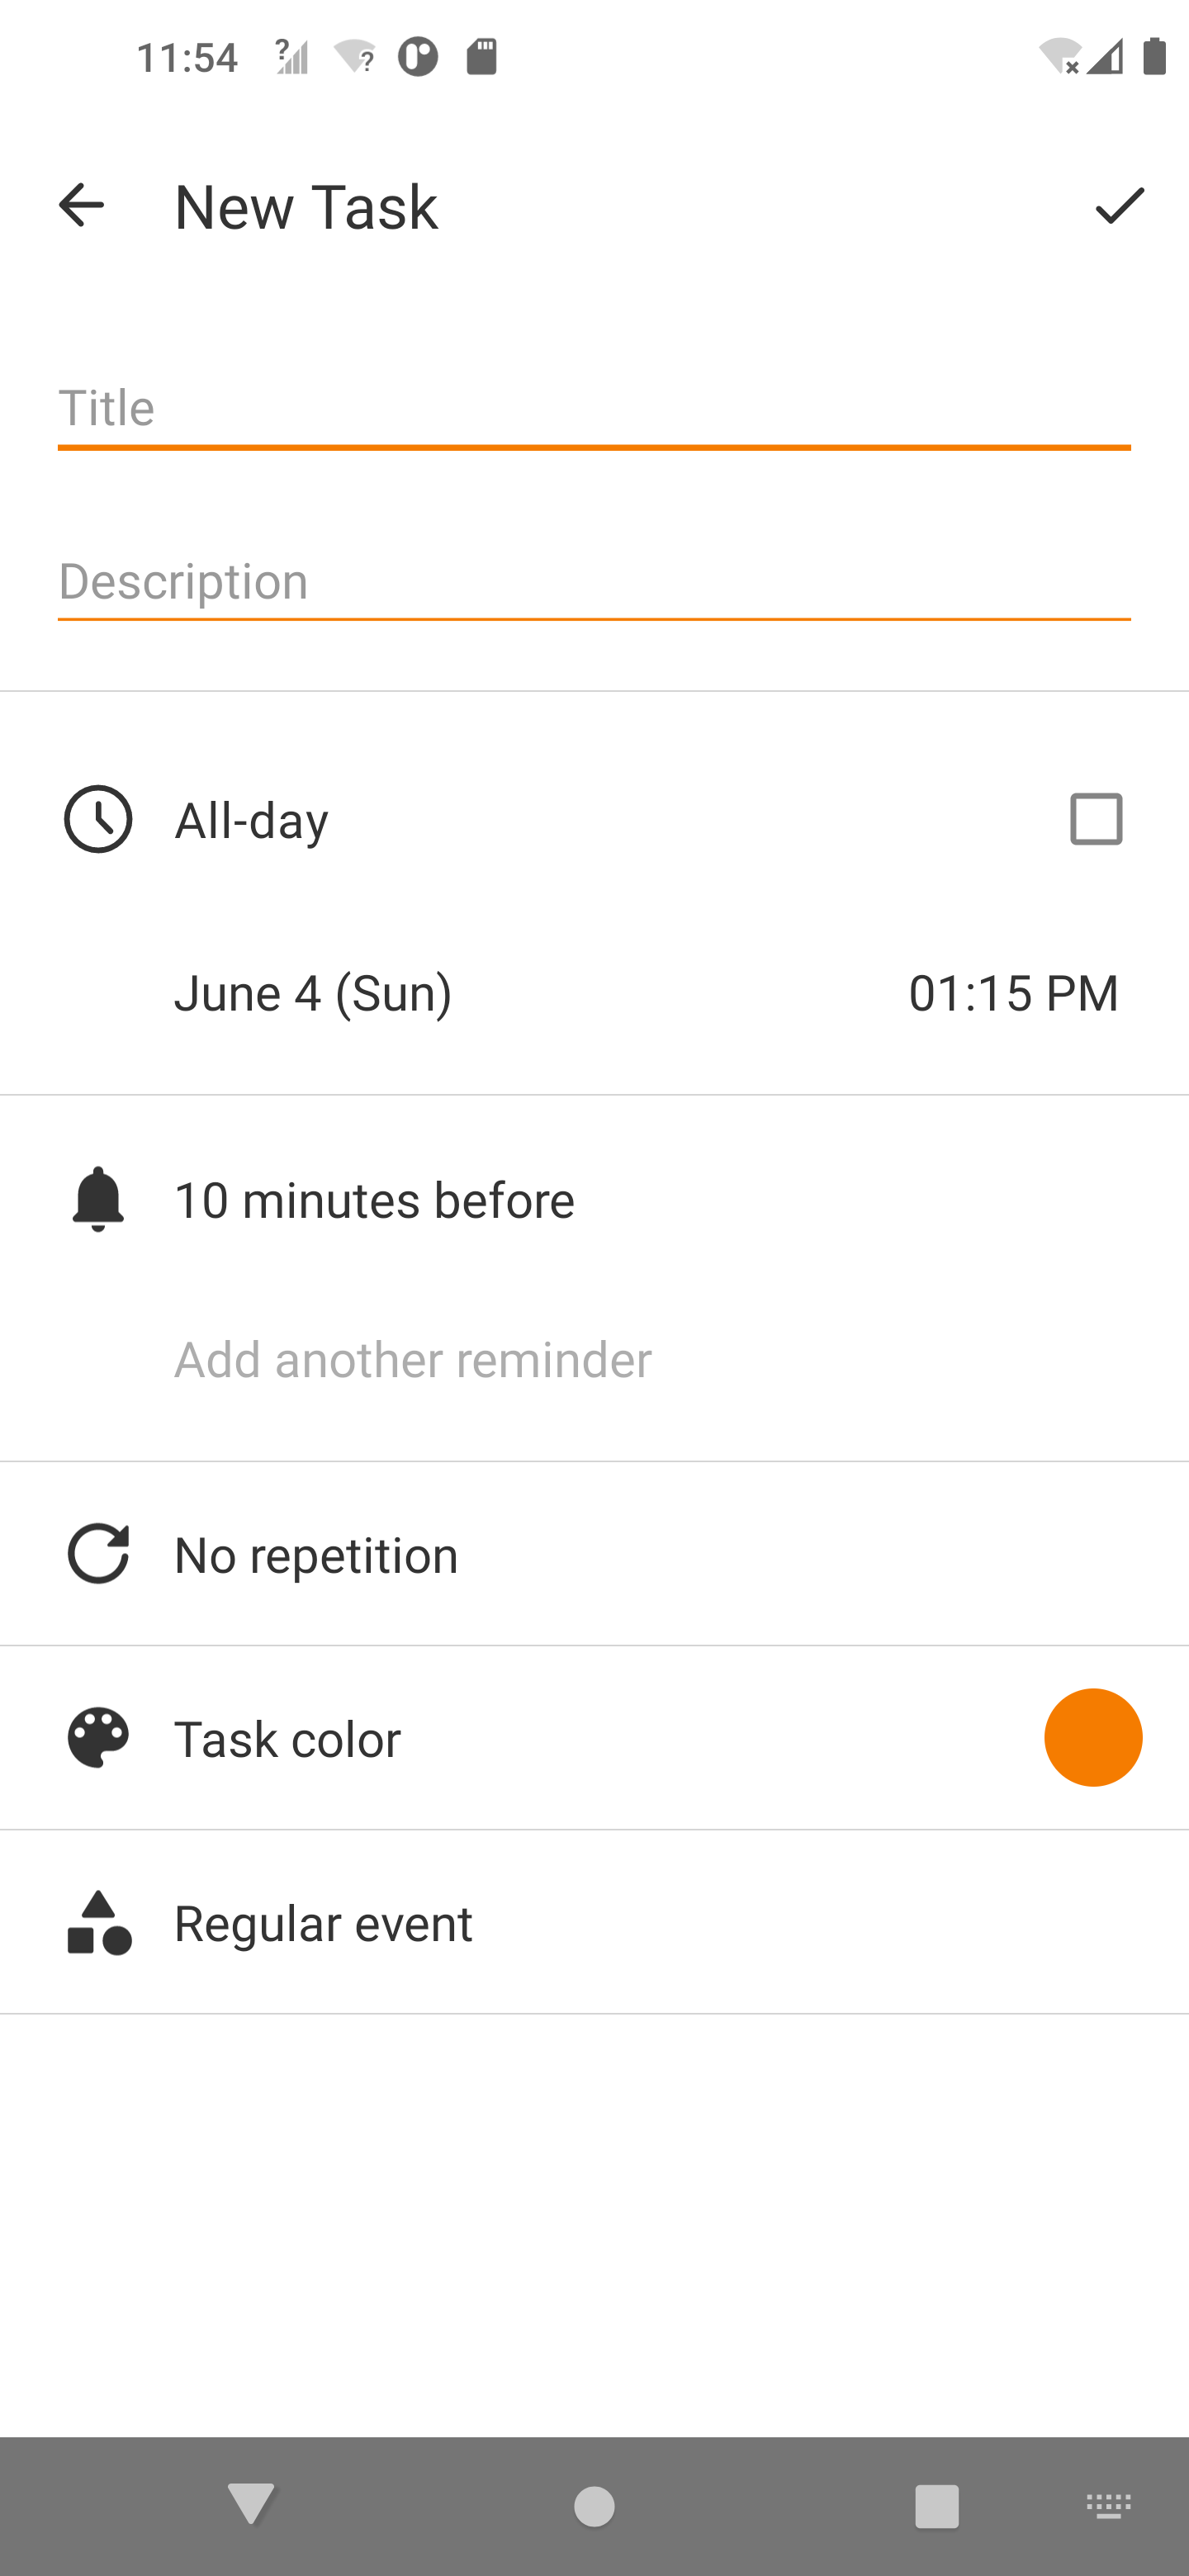 11:54
New Task
Title
Description
All-day
June 4 (Sun)
01:15 PM
10 minutes before
Add another reminder
No repetition
Task color
Regular event